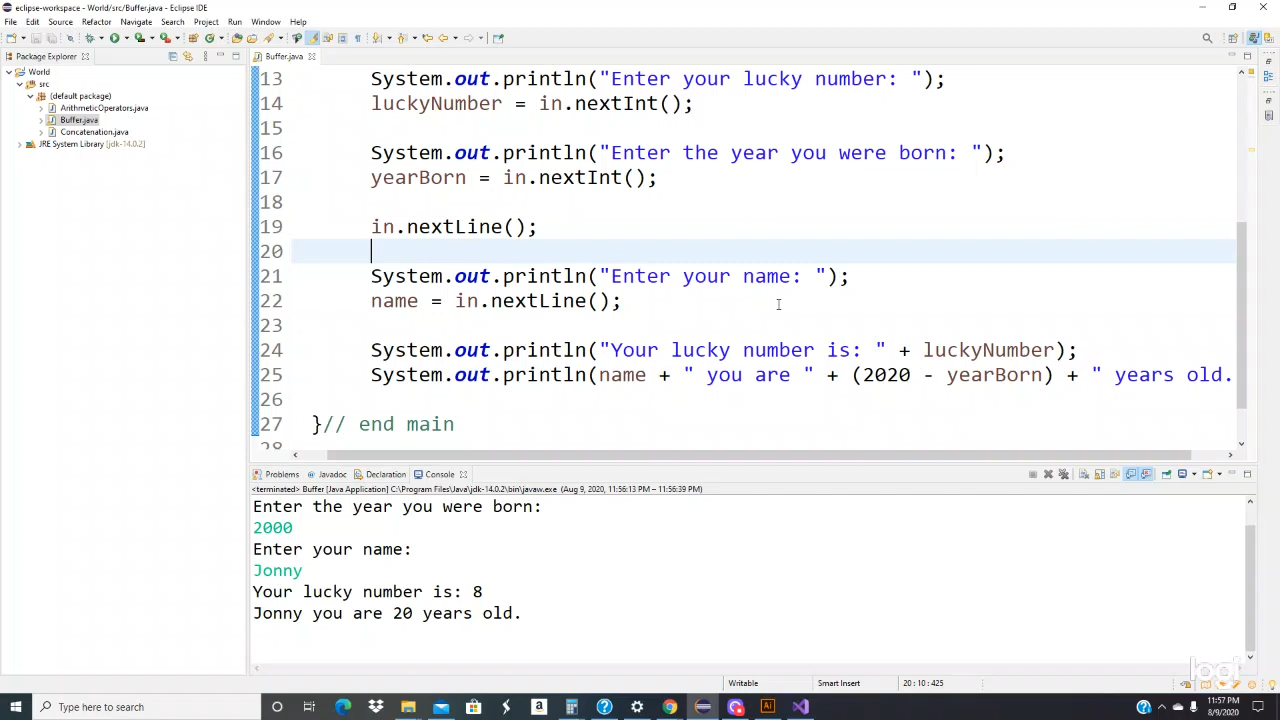 eclipse-workspace - World/src/Buffer.java - Eclipse IDE
File Edit Source Refactor Navigate Search Project Run Window Help
Package Explorer
Buffer.java
World
src
(default package)
ArithmeticOperators.java
Buffer.java
Concatenation.java
JRE System Library [jdk-14.0.2]
13 System.out.println("Enter your lucky number: ");
14 luckyNumber = in.nextInt();
15
16 System.out.println("Enter the year you were born: ");
17 yearBorn = in.nextInt();
18
19 in.nextLine();
20
21 System.out.println("Enter your name: ");
22 name = in.nextLine();
23
24 System.out.println("Your lucky number is: " + luckyNumber);
25 System.out.println(name + " you are " + (2020 - yearBorn) + " years old.
26
27 }// end main
28
Problems Javadoc Declaration Console
<terminated> Buffer [Java Application] C:\Program Files\Java\jdk-14.0.2\bin\javaw.exe (Aug 9, 2020, 11:56:13 PM – 11:56:39 PM)
Enter the year you were born:
2000
Enter your name:
Jonny
Your lucky number is: 8
Jonny you are 20 years old.
logi
Writable Smart Insert 20 : 10 : 425
Type here to search
11:57 PM
8/9/2020